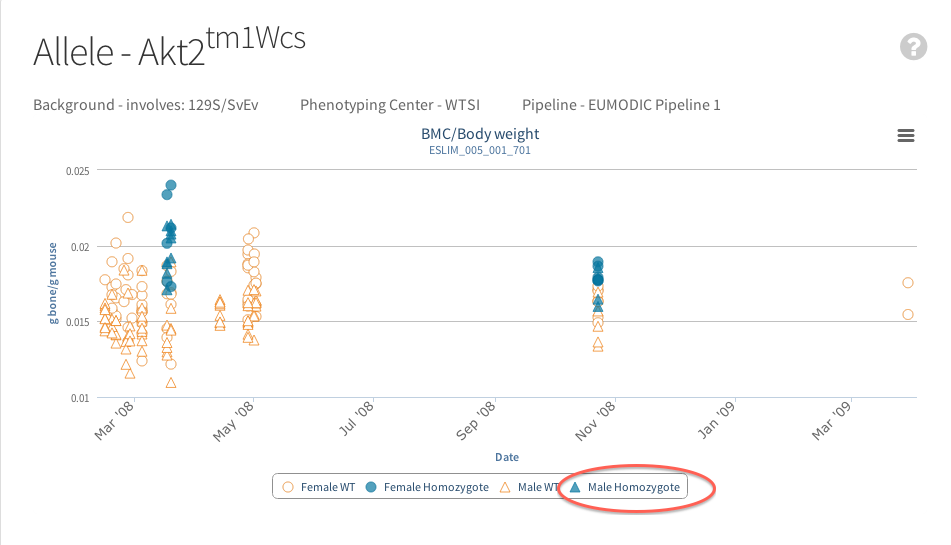 Allele - Akt2tm1Wcs
?
Background - involves: 129S/SvEv Phenotyping Center - WTSI Pipeline - EUMODIC Pipeline 1
BMC/Body weight
ESLIM_005_001_701
g bone/g mouse
0.025
0.02
0.015
0.01
Mar '08 May '08 Jul '08 Sep '08 Nov '08 Jan '09 Mar '09
Date
Female WT Female Homozygote Male WT Male Homozygote